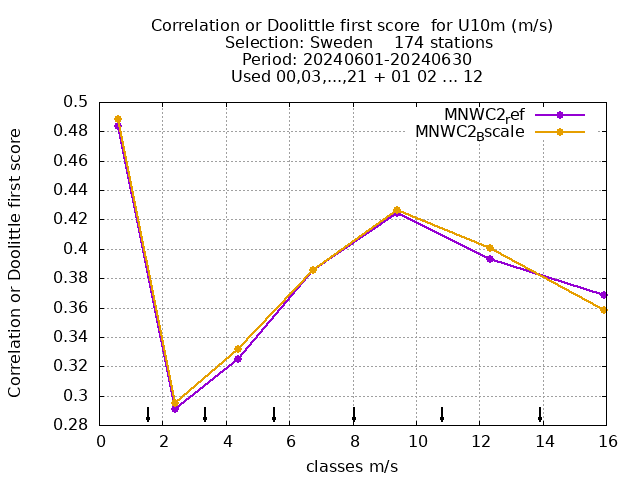 Correlation or Doolittle first score  for U10m (m/s)
Selection: Sweden    174 stations
Period: 20240601-20240630
Used 00,03,...,21 + 01 02 ... 12
MNWC2ref
MNWC2Bscale
Correlation or Doolittle first score
0.5
0.48
0.46
0.44
0.42
0.4
0.38
0.36
0.34
0.32
0.3
0.28
0 2 4 6 8 10 12 14 16
classes m/s